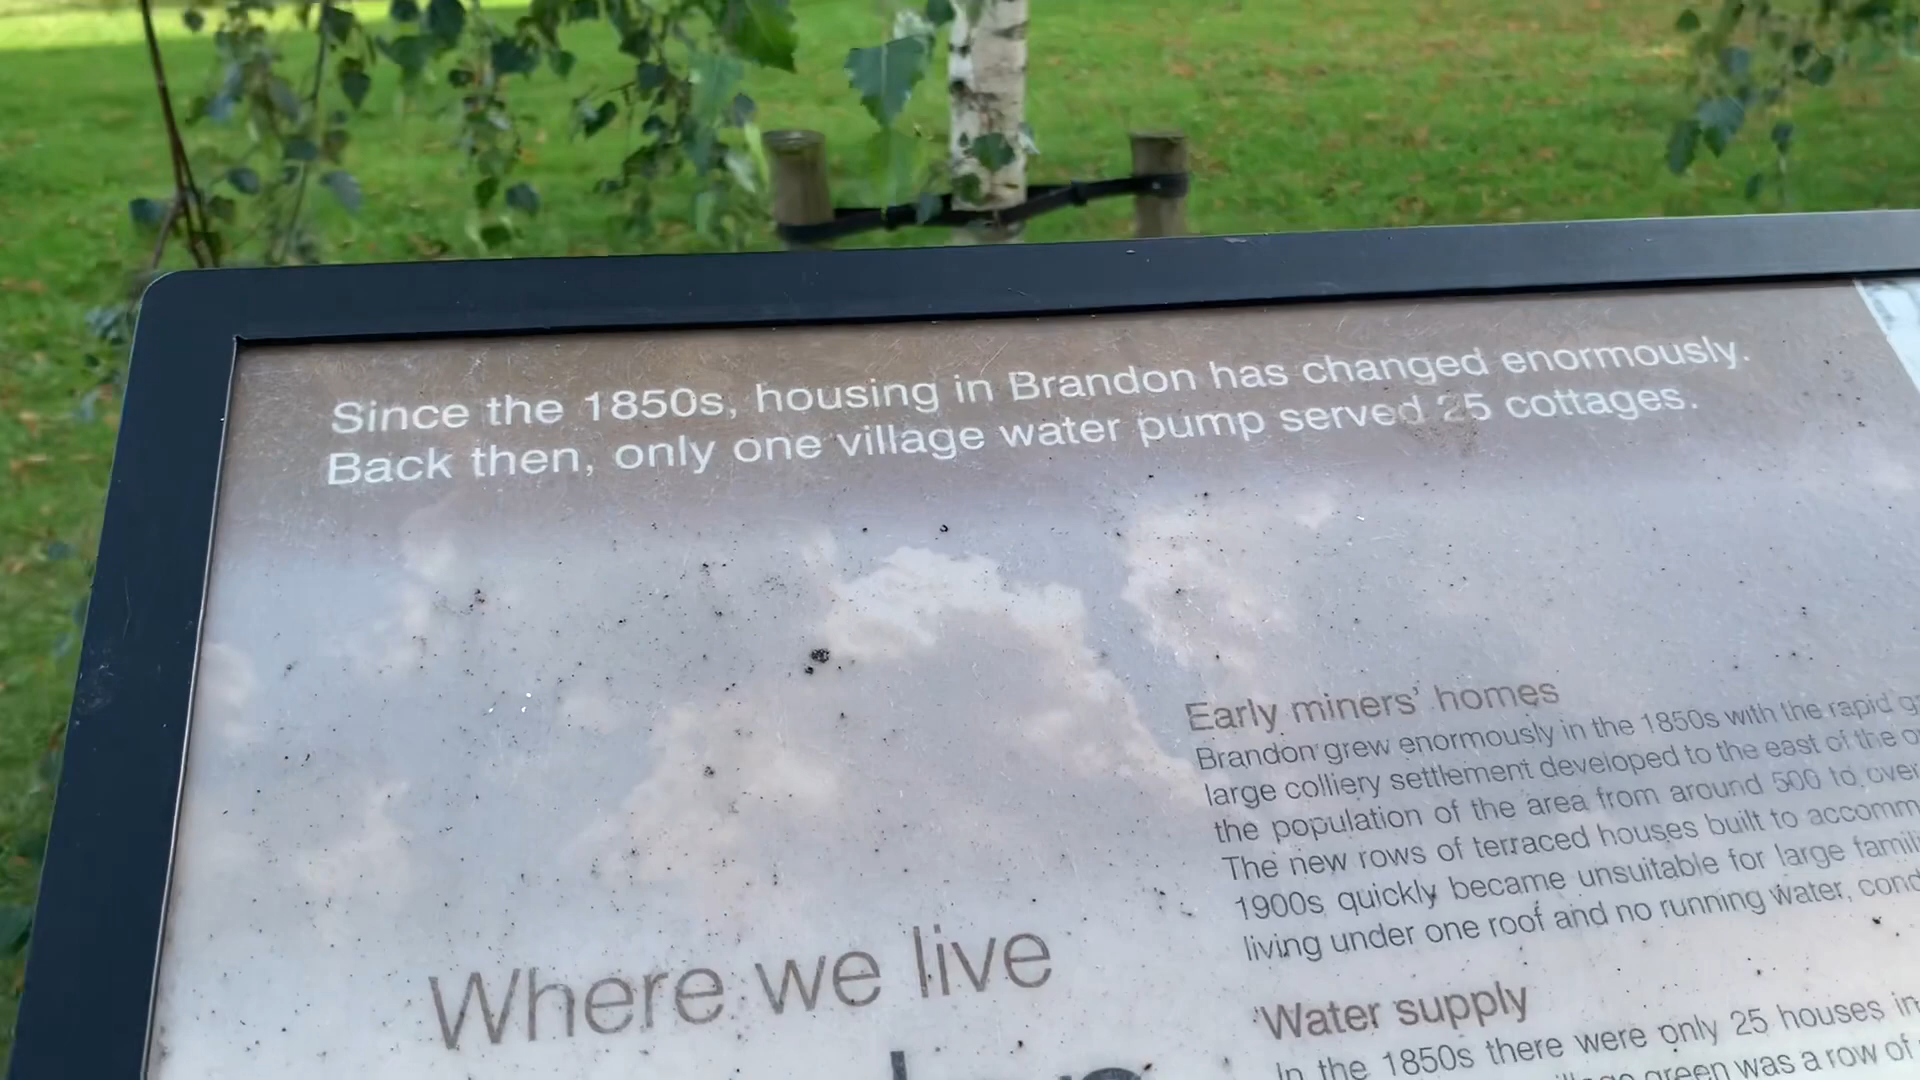 Since the 1850s, housing in Brandon has changed enormously.
Back then, only one village water pump served 25 cottages.
Where we live
Early miners' homes
Brandon grew enormously in the 1850s with the rapid
large colliery settlement developed to the east of the
the population of the area from around 500 to over
The new rows of terraced houses built to
1900s quickly became unsuitable for large
living under one roof and no running water,
Water supply
In the 1850s there were only 25 houses in
green was a row of